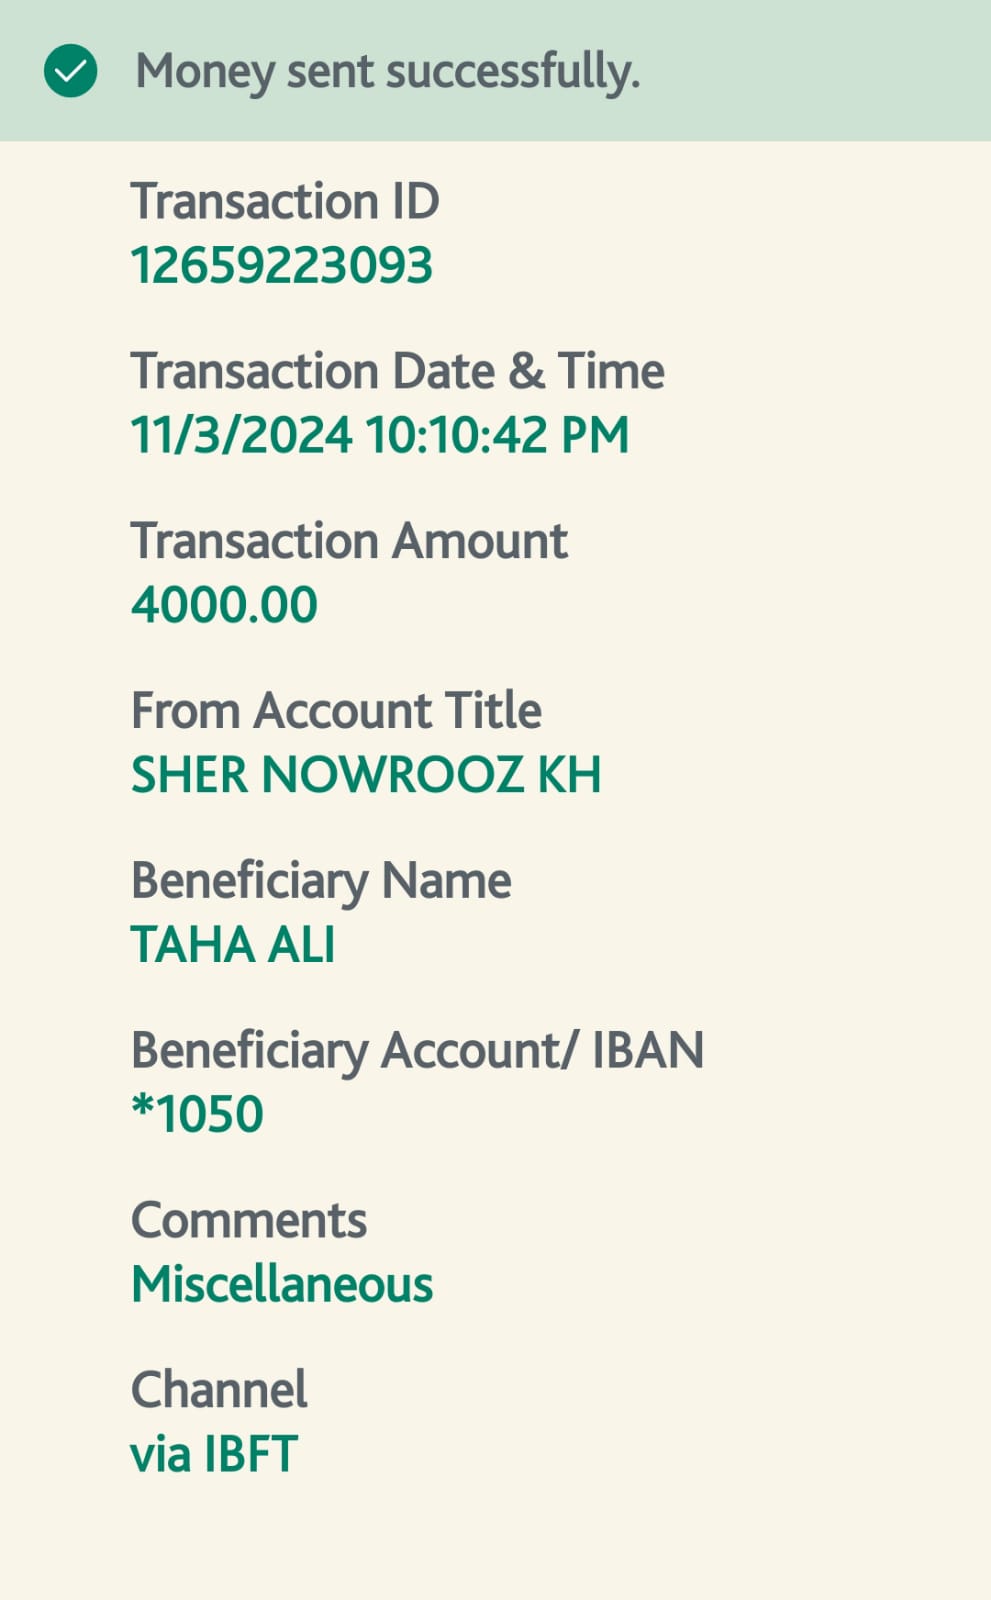 Money sent successfully.
Transaction ID
12659223093
Transaction Date & Time
11/3/2024 10:10:42 PM
Transaction Amount
4000.00
From Account Title
SHER NOWROOZ KH
Beneficiary Name
TAHA ALI
Beneficiary Account/ IBAN
*1050
Comments
Miscellaneous
Channel
via IBFT